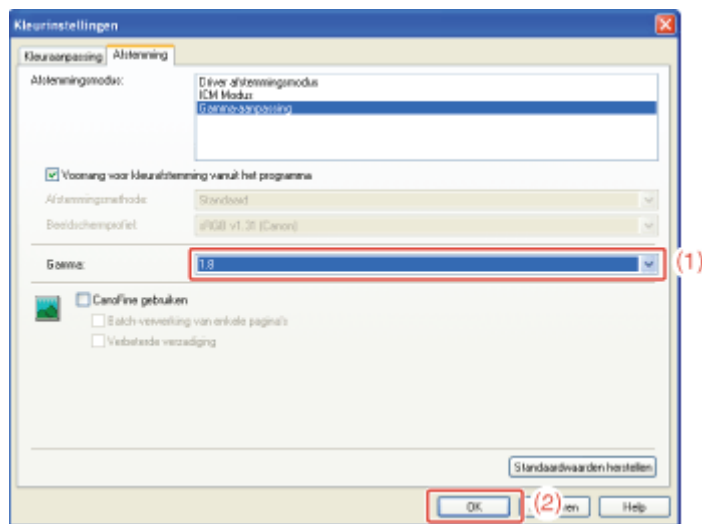 Kleurinstellingen
Kleuraanpassing Afstemming
Afstemmingsmodus:
Driver afstemmingsmodus
ICM Modus
Gamma-aanpassing
Voorrang voor kleurafstemming vanuit het programma
Afstemmingsmethode: Standaard
Beeldschermprofiel: sRGB v1.31 (Canon)
Gamma: 1.8 (1)
CanoFine gebruiken
Batch-verwerking van enkele pagina's
Verbeterde verzadiging
Standaardwaarden herstellen
OK (2) Help